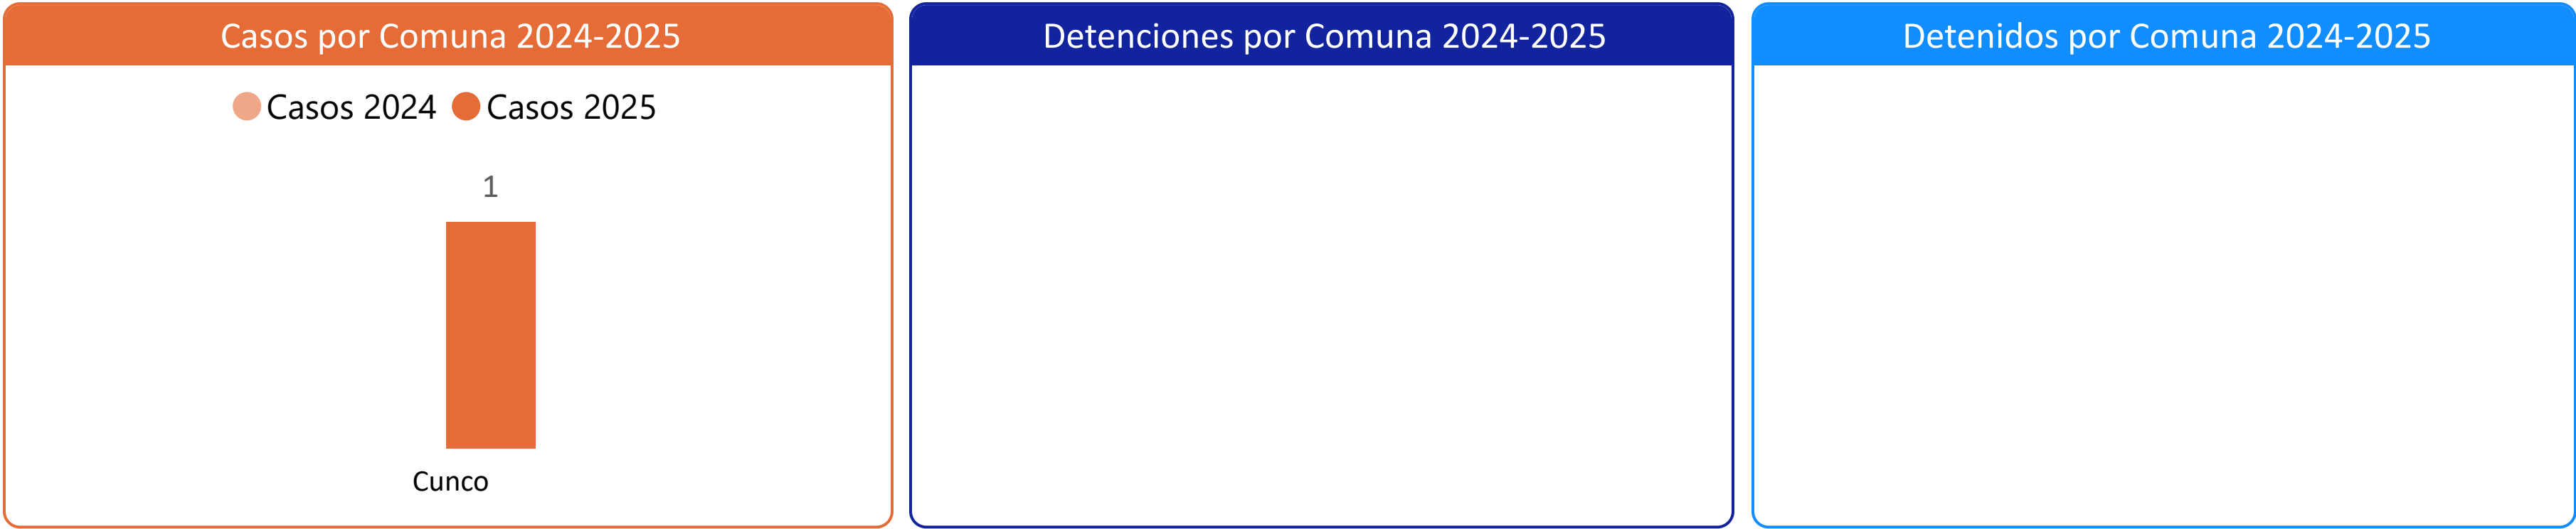 Casos por Comuna 2024-2025
Casos 2024 Casos 2025
1
Cunco
Detenciones por Comuna 2024-2025
Detenidos por Comuna 2024-2025